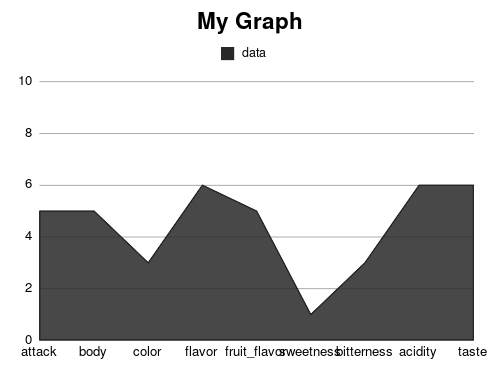 My Graph
data
10
8
6
4
2
0
attack body color flavor fruit_flavor sweetness bitterness acidity taste